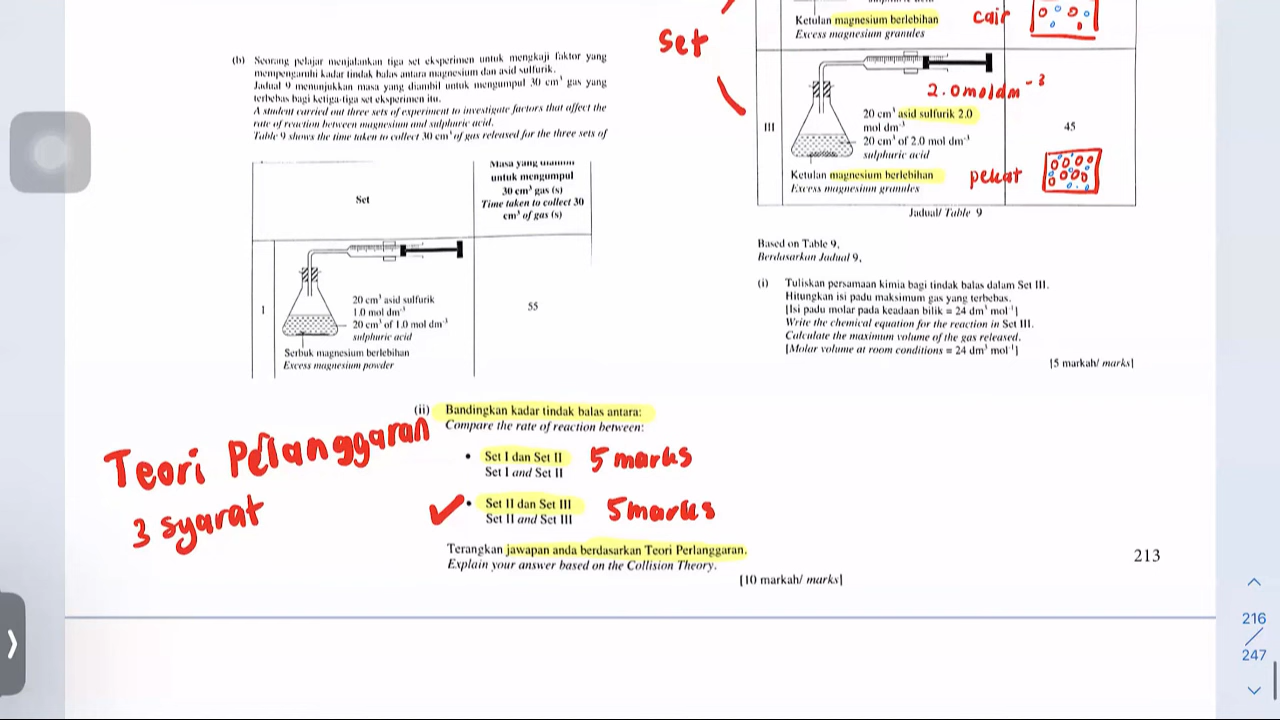 (b) Seorang pelajar menjalankan tiga set eksperimen untuk mengkaji faktor yang
mempengaruhi kadar tindak balas antara magnesium dan asid sulfurik.
Jadual 9 menunjukkan masa yang diambil untuk mengumpul 30 cm³ gas yang
terbebas bagi ketiga-tiga set eksperimen itu.
A student carried out three sets of experiment to investigate factors that affect the
rate of reaction between magnesium and sulphuric acid.
Table 9 shows the time taken to collect 30 cm³ of gas released for the three sets of
Set
Masa yang diambil
untuk mengumpul
30 cm³ gas (s)
Time taken to collect 30
cm³ of gas (s)
I
20 cm³ asid sulfurik
1.0 mol dm⁻³
20 cm³ of 1.0 mol dm⁻³
sulphuric acid
Serbuk magnesium berlebihan
Excess magnesium powder
55
Set
Ketulan magnesium berlebihan
Excess magnesium granules
cair
III
2.0 mol dm⁻³
20 cm³ asid sulfurik 2.0
mol dm⁻³
20 cm³ of 2.0 mol dm⁻³
sulphuric acid
Ketulan magnesium berlebihan
Excess magnesium granules
pekat
45
Jadual/ Table 9
Based on Table 9,
Berdasarkan Jadual 9,
(i) Tuliskan persamaan kimia bagi tindak balas dalam Set III.
Hitungkan isi padu maksimum gas yang terbebas.
[Isi padu molar pada keadaan bilik = 24 dm³ mol⁻¹]
Write the chemical equation for the reaction in Set III.
Calculate the maximum volume of the gas released.
[Molar volume at room conditions = 24 dm³ mol⁻¹]
[5 markah/ marks]
(ii) Bandingkan kadar tindak balas antara:
Compare the rate of reaction between:
• Set I dan Set II 5 marks
Set I and Set II
• Set II dan Set III 5 marks
Set II and Set III
Teori Pelanggaran
3 syarat
Terangkan jawapan anda berdasarkan Teori Perlanggaran.
Explain your answer based on the Collision Theory.
[10 markah/ marks]
213
216
247